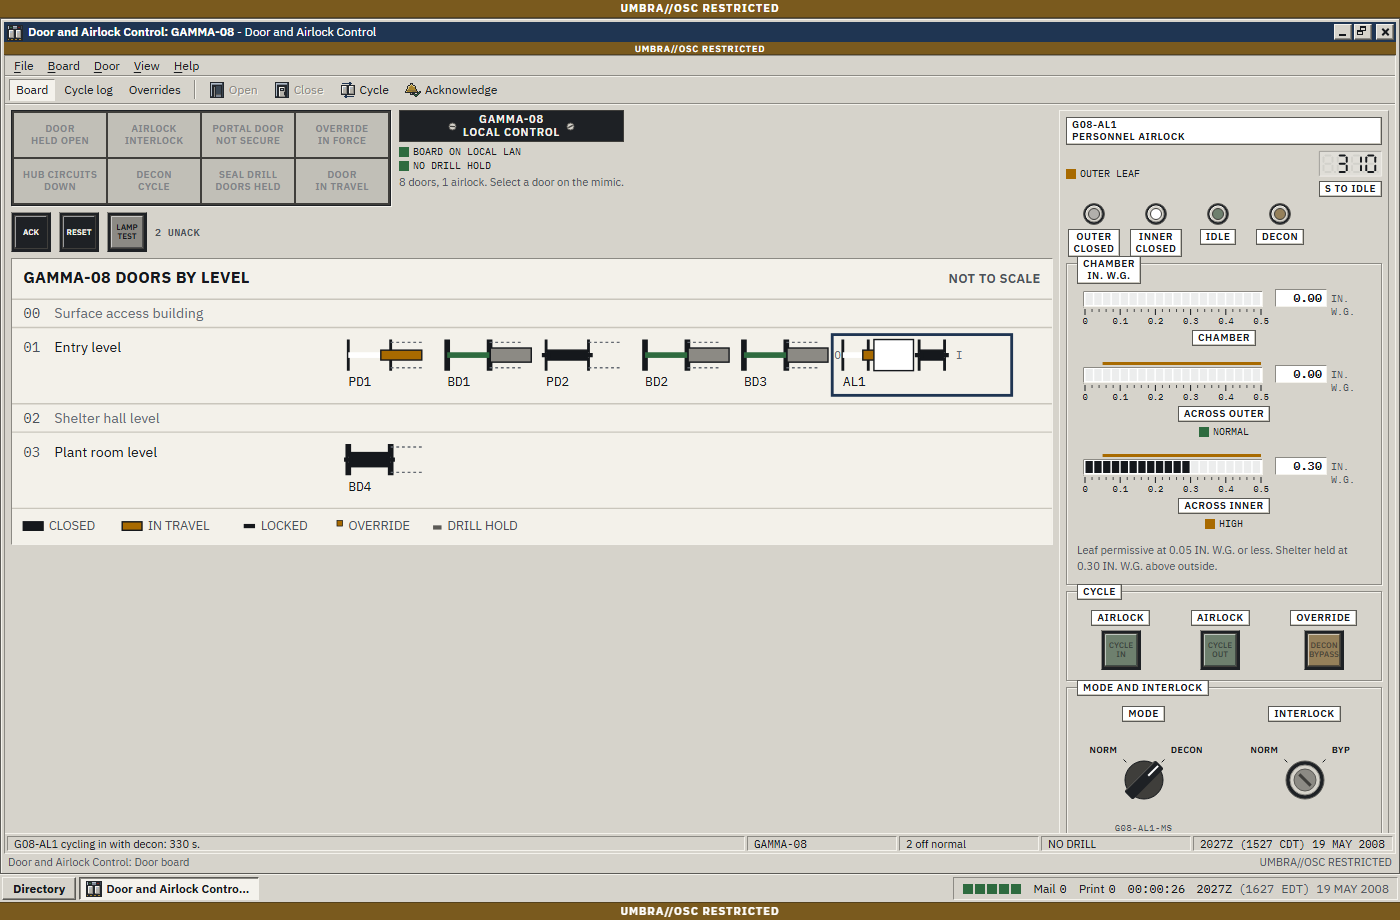 UMBRA//OSC RESTRICTED
Door and Airlock Control: GAMMA-08 - Door and Airlock Control
UMBRA//OSC RESTRICTED
File Board Door View Help
Board Cycle log Overrides Open Close Cycle Acknowledge
DOOR HELD OPEN
AIRLOCK INTERLOCK
PORTAL DOOR NOT SECURE
OVERRIDE IN FORCE
HUB CIRCUITS DOWN
DECON CYCLE
SEAL DRILL DOORS HELD
DOOR IN TRAVEL
GAMMA-08
LOCAL CONTROL
BOARD ON LOCAL LAN
NO DRILL HOLD
8 doors, 1 airlock. Select a door on the mimic.
ACK RESET LAMP TEST 2 UNACK
GAMMA-08 DOORS BY LEVEL NOT TO SCALE
00 Surface access building
01 Entry level
O I
PD1 BD1 PD2 BD2 BD3 AL1
02 Shelter hall level
03 Plant room level
BD4
CLOSED IN TRAVEL LOCKED OVERRIDE DRILL HOLD
G08-AL1
PERSONNEL AIRLOCK
OUTER LEAF 310
S TO IDLE
OUTER CLOSED
INNER CLOSED
IDLE
DECON
CHAMBER
IN. W.G.
0.00 IN. W.G.
0 0.1 0.2 0.3 0.4 0.5
CHAMBER
0.00 IN. W.G.
0 0.1 0.2 0.3 0.4 0.5
ACROSS OUTER
NORMAL
0.30 IN. W.G.
0 0.1 0.2 0.3 0.4 0.5
ACROSS INNER
HIGH
Leaf permissive at 0.05 IN. W.G. or less. Shelter held at
0.30 IN. W.G. above outside.
CYCLE
AIRLOCK AIRLOCK OVERRIDE
CYCLE IN
CYCLE OUT
DECON BYPASS
MODE AND INTERLOCK
MODE INTERLOCK
NORM DECON NORM BYP
G08-AL1-MS
G08-AL1 cycling in with decon: 330 s. GAMMA-08 2 off normal NO DRILL 2027Z (1527 CDT) 19 MAY 2008
Door and Airlock Control: Door board UMBRA//OSC RESTRICTED
Directory Door and Airlock Contro... Mail 0 Print 0 00:00:26 2027Z (1627 EDT) 19 MAY 2008
UMBRA//OSC RESTRICTED